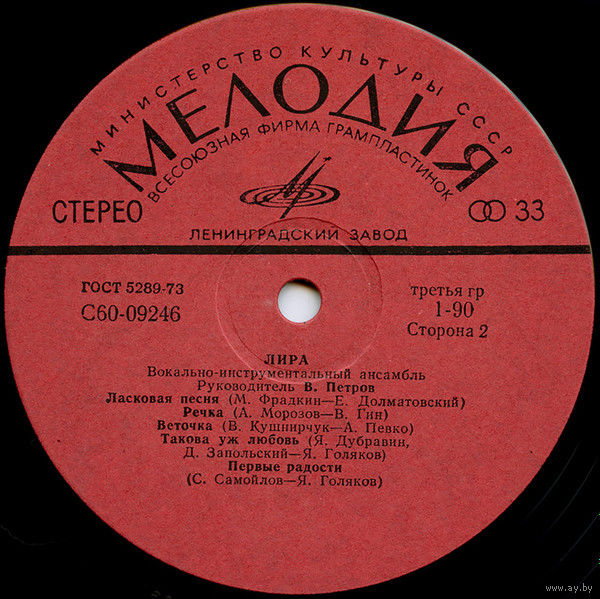 МИНИСТЕРСТВО КУЛЬТУРЫ СССР
МЕЛОДИЯ
ВСЕСОЮЗНАЯ ФИРМА ГРАМПЛАСТИНОК
СТЕРЕО
33
ЛЕНИНГРАДСКИЙ ЗАВОД
ГОСТ 5289-73
С60-09246
третья гр
1-90
Сторона 2
ЛИРА
Вокально-инструментальный ансамбль
Руководитель В. Петров
Ласковая песня (М. Фрадкин—Е. Долматовский)
Речка (А. Морозов—В. Гин)
Веточка (В. Кушнирчук—А. Певко)
Такова уж любовь (Я. Дубравин,
Д. Запольский—Я. Голяков)
Первые радости
(С. Самойлов—Я. Голяков)
www.ay.by